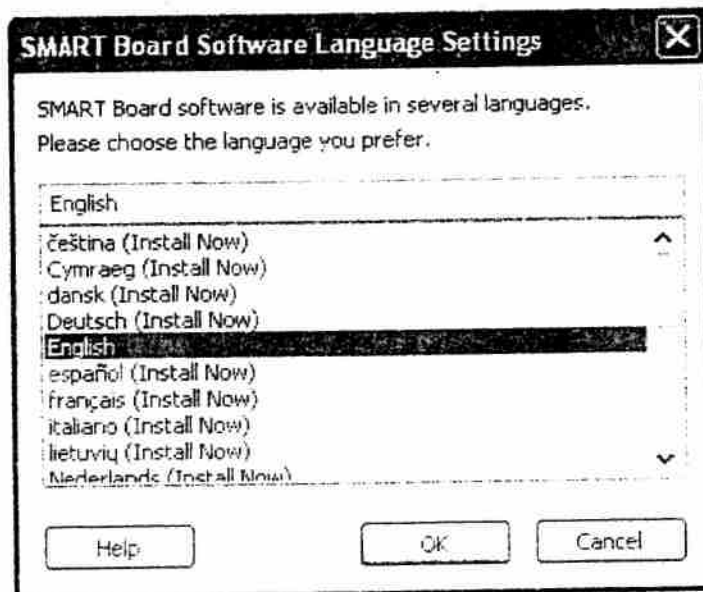 SMART Board Software Language Settings
SMART Board software is available in several languages.
Please choose the language you prefer.
English
čeština (Install Now)
Cymraeg (Install Now)
dansk (Install Now)
Deutsch (Install Now)
English
español (Install Now)
français (Install Now)
italiano (Install Now)
lietuvių (Install Now)
Nederlands (Install Now)
Help OK Cancel